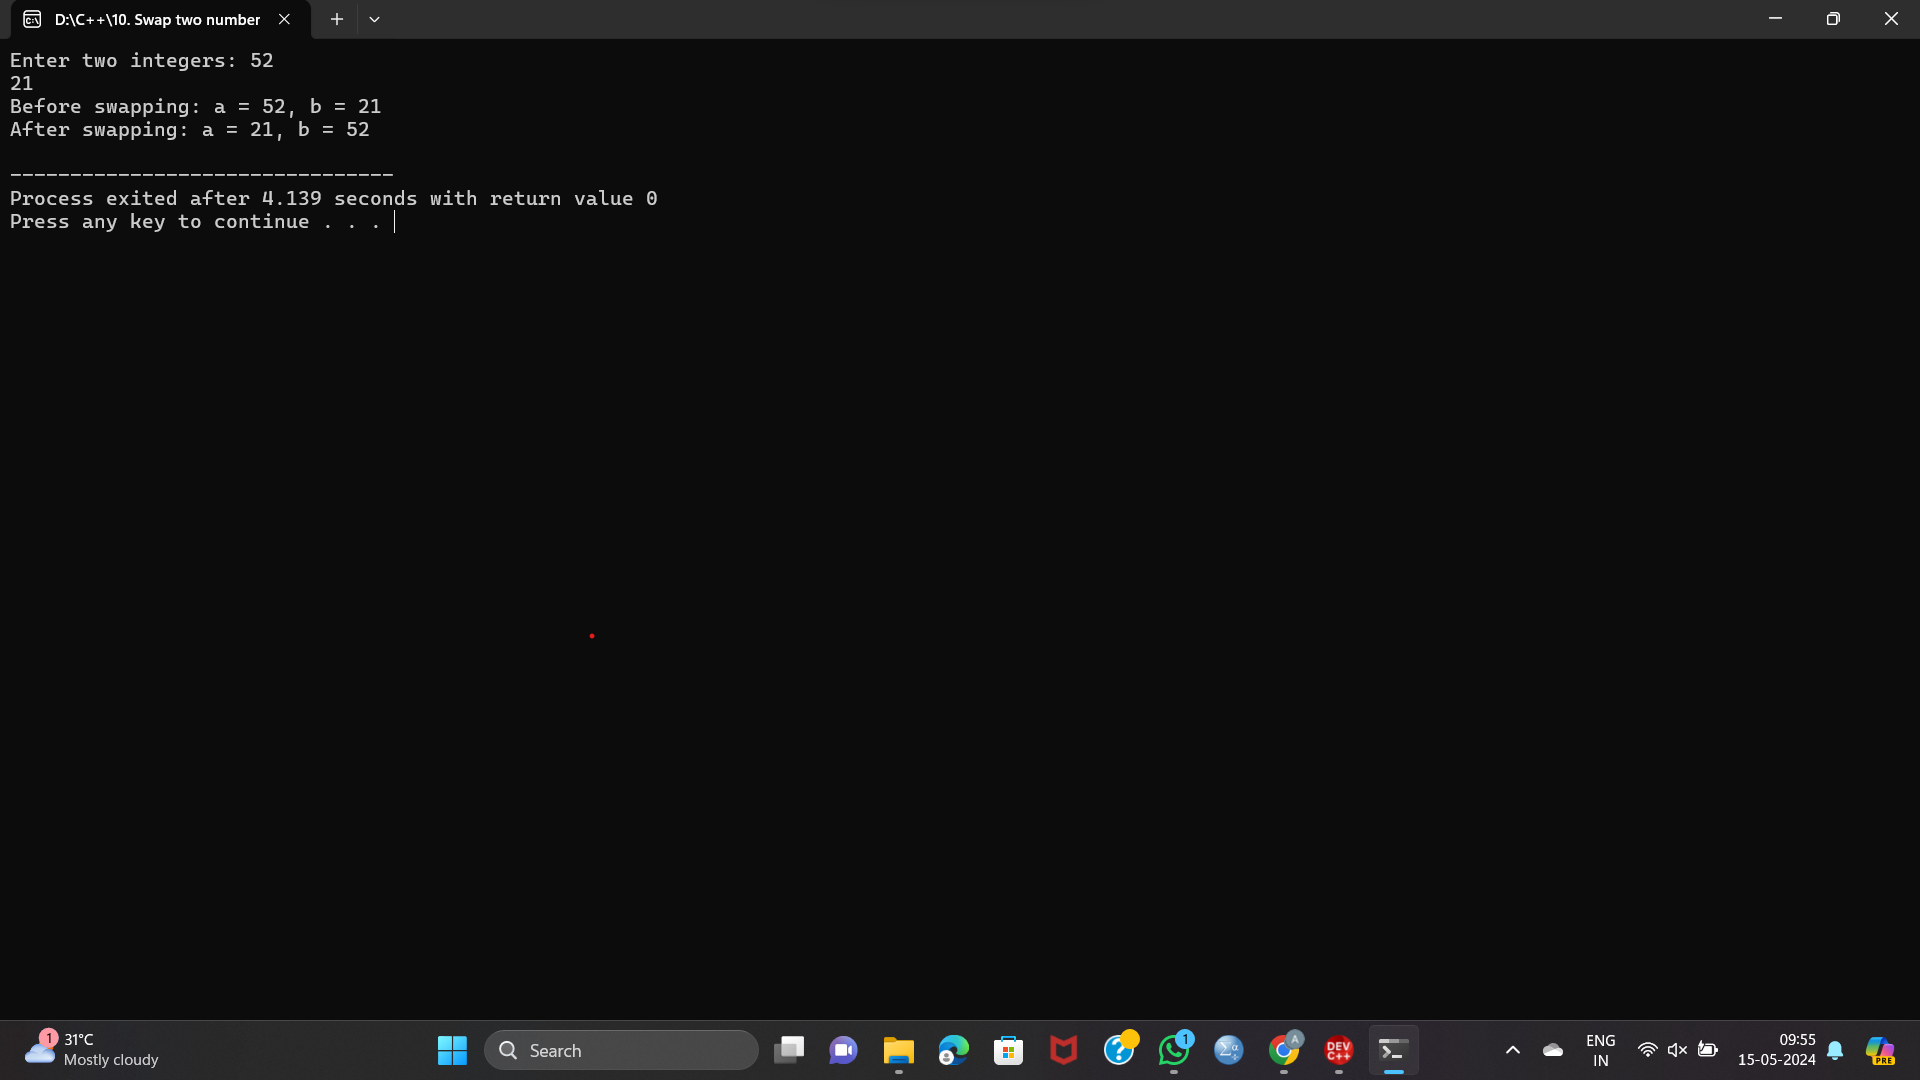 D:\C++\10. Swap two number
Enter two integers: 52
21
Before swapping: a = 52, b = 21
After swapping: a = 21, b = 52
--------------------------------
Process exited after 4.139 seconds with return value 0
Press any key to continue . . .
1
31°C
Mostly cloudy
Search
1
A
DEV
C++
ENG
IN
09:55
15-05-2024
PRE